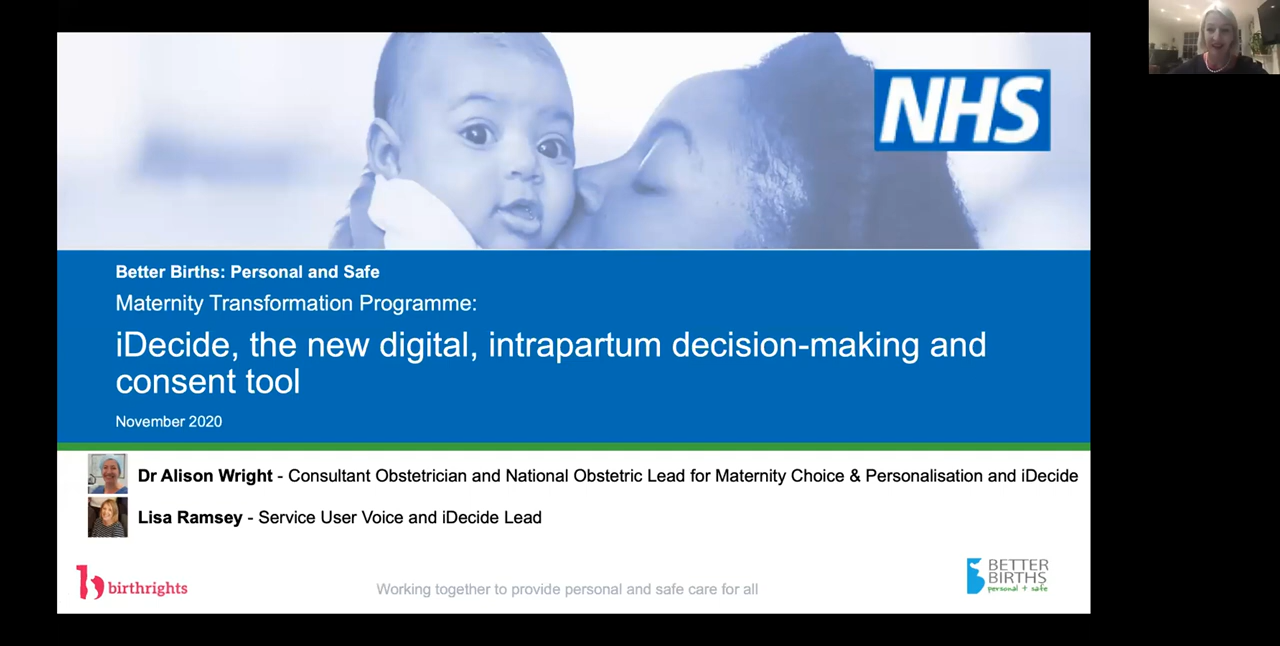 NHS
Better Births: Personal and Safe
Maternity Transformation Programme:
iDecide, the new digital, intrapartum decision-making and
consent tool
November 2020
Dr Alison Wright - Consultant Obstetrician and National Obstetric Lead for Maternity Choice & Personalisation and iDecide
Lisa Ramsey - Service User Voice and iDecide Lead
birthrights
Working together to provide personal and safe care for all
BETTER
BIRTHS
personal + safe